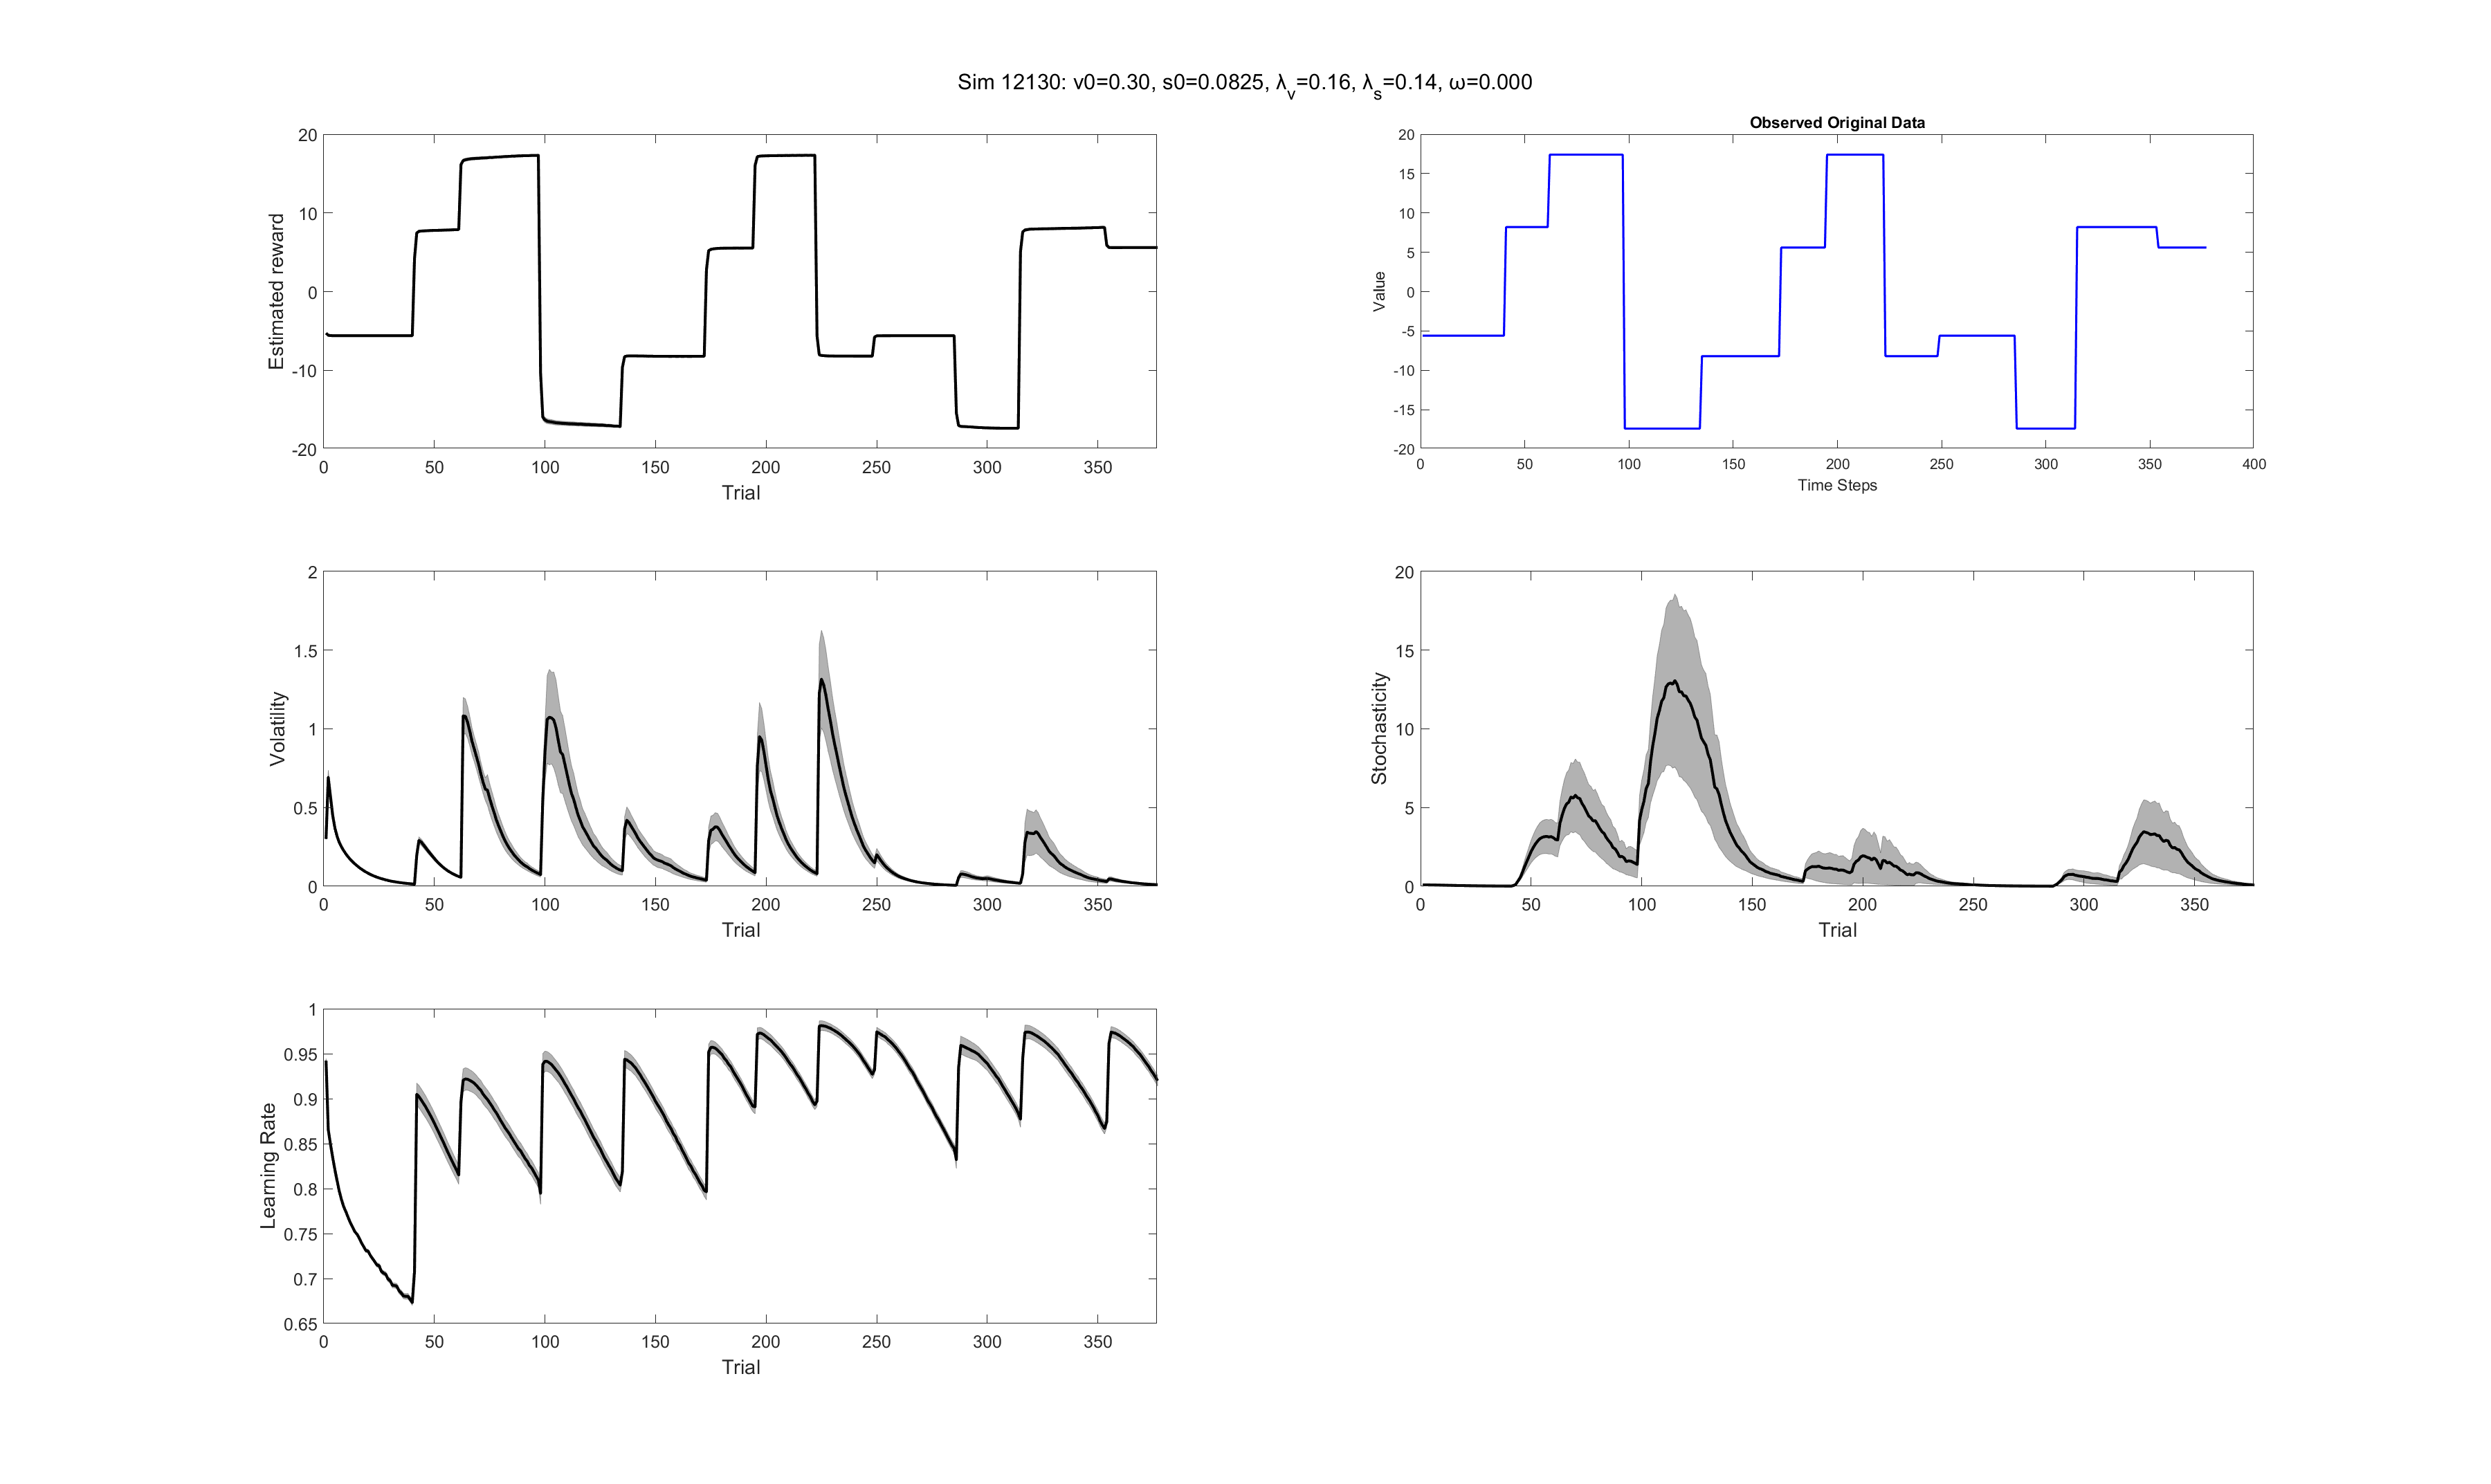 Sim 12130: v0=0.30, s0=0.0825, λv=0.16, λs=0.14, ω=0.000
20
10
0
-10
-20
Estimated reward
0 50 100 150 200 250 300 350
Trial
Observed Original Data
20
15
10
5
0
-5
-10
-15
-20
Value
0 50 100 150 200 250 300 350 400
Time Steps
2
1.5
1
0.5
0
Volatility
0 50 100 150 200 250 300 350
Trial
20
15
10
5
0
Stochasticity
0 50 100 150 200 250 300 350
Trial
1
0.95
0.9
0.85
0.8
0.75
0.7
0.65
Learning Rate
0 50 100 150 200 250 300 350
Trial